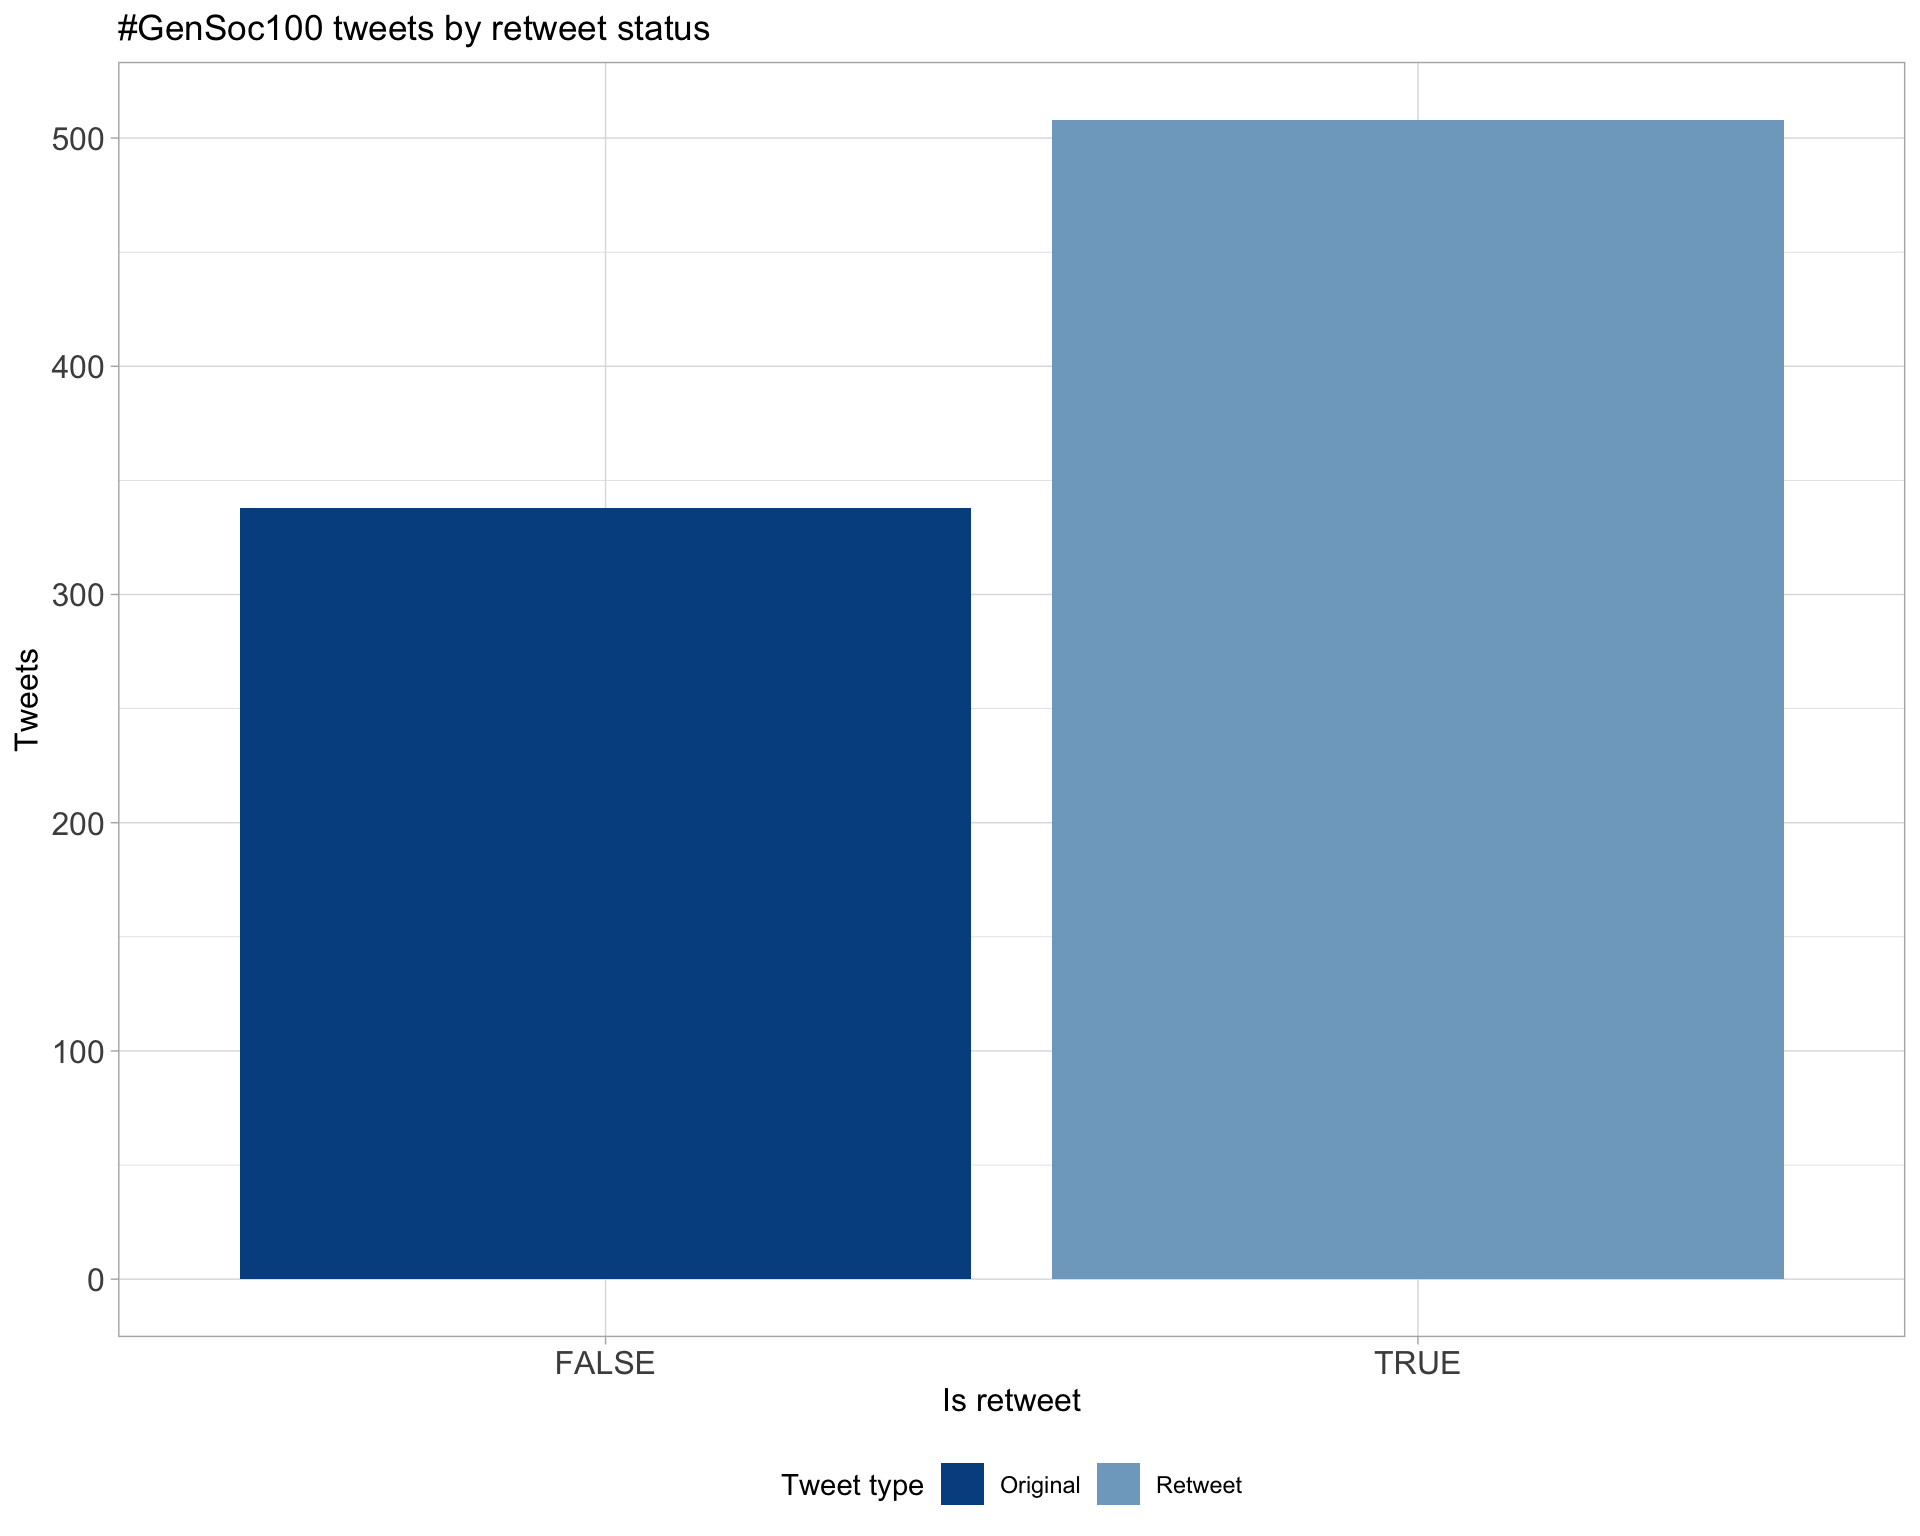 #GenSoc100 tweets by retweet status
500
400
300
200
100
0
Tweets
FALSE TRUE
Is retweet
Tweet type Original Retweet